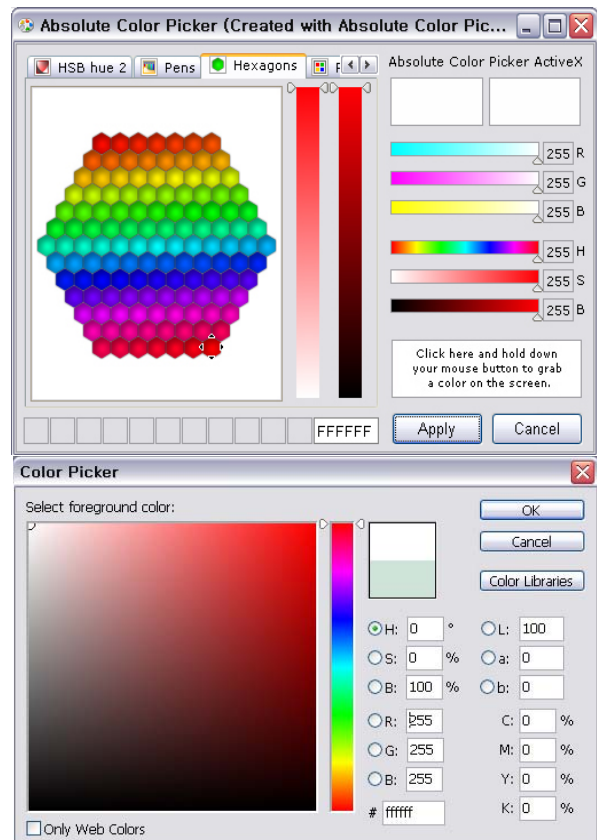 Absolute Color Picker (Created with Absolute Color Pic...
HSB hue 2 Pens Hexagons
Absolute Color Picker ActiveX
255 R
255 G
255 B
255 H
255 S
255 B
Click here and hold down
your mouse button to grab
a color on the screen.
FFFFFF Apply Cancel
Color Picker
Select foreground color:
OK
Cancel
Color Libraries
H: 0 ° L: 100
S: 0 % a: 0
B: 100 % b: 0
R: 255 C: 0 %
G: 255 M: 0 %
B: 255 Y: 0 %
# ffffff K: 0 %
Only Web Colors